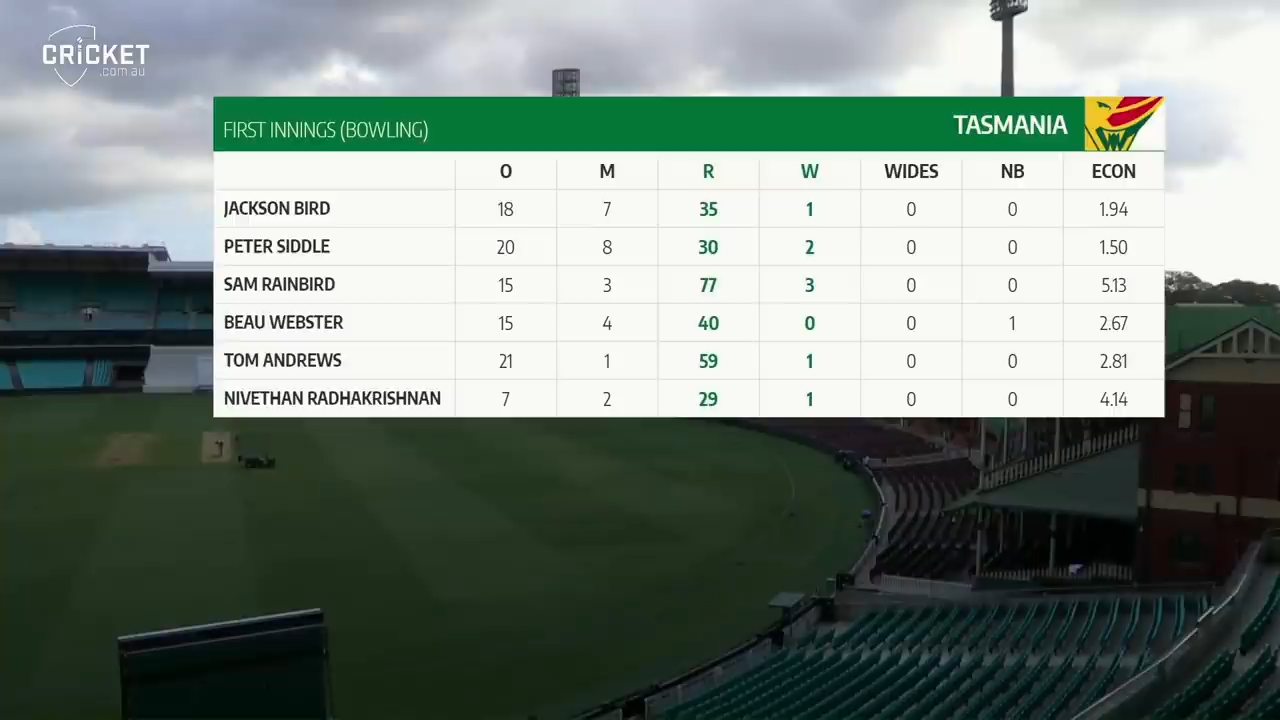 CRICKET
.com.au
FIRST INNINGS (BOWLING) TASMANIA
O M R W WIDES NB ECON
JACKSON BIRD 18 7 35 1 0 0 1.94
PETER SIDDLE 20 8 30 2 0 0 1.50
SAM RAINBIRD 15 3 77 3 0 0 5.13
BEAU WEBSTER 15 4 40 0 0 1 2.67
TOM ANDREWS 21 1 59 1 0 0 2.81
NIVETHAN RADHAKRISHNAN 7 2 29 1 0 0 4.14